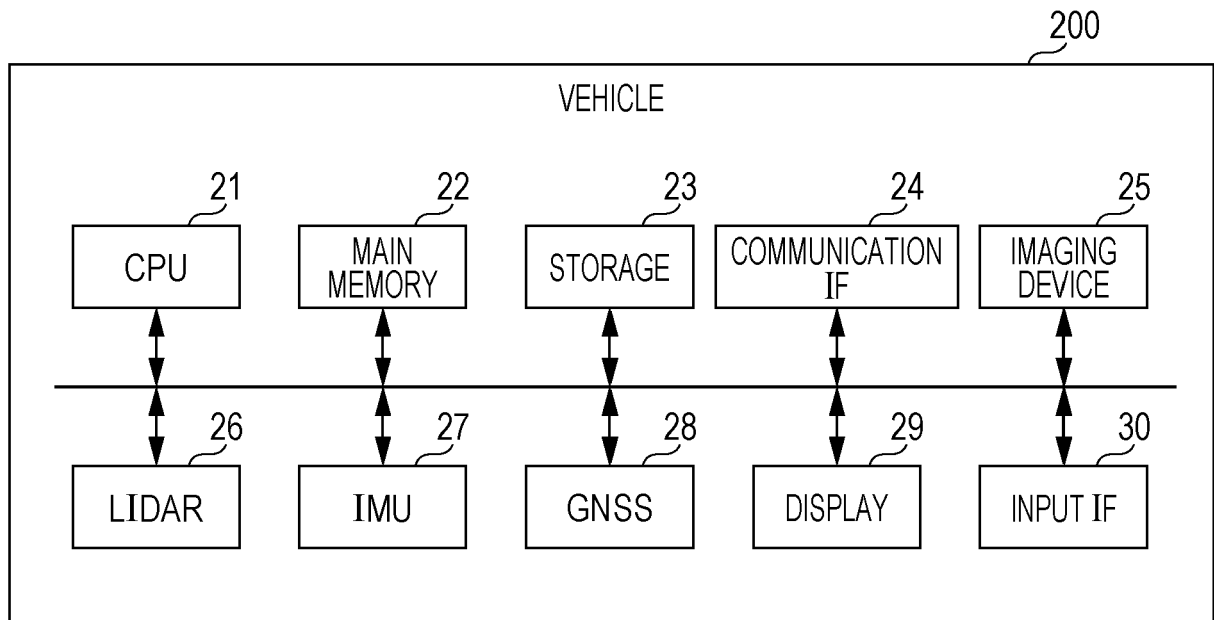 200
VEHICLE
21
22
23
24
25
CPU
MAIN
MEMORY
STORAGE
COMMUNICATION
IF
IMAGING
DEVICE
26
27
28
29
30
LIDAR
IMU
GNSS
DISPLAY
INPUT IF